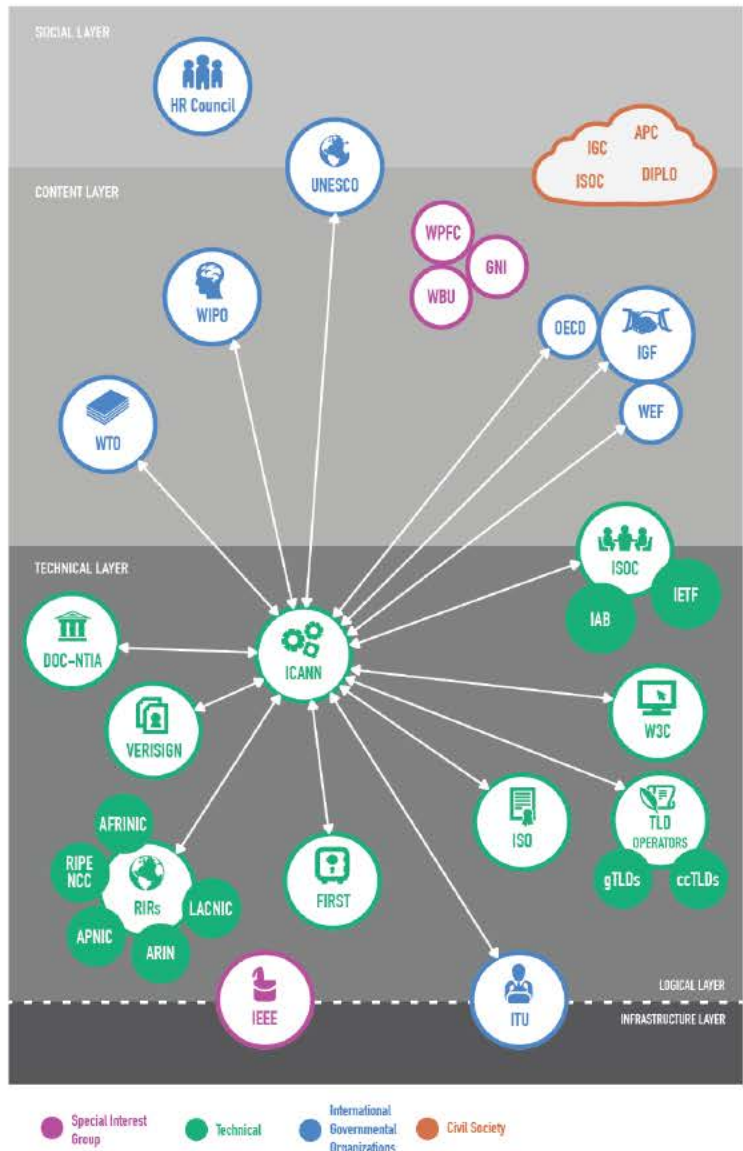 SOCIAL LAYER
HR Council
UNESCO
IGC
APC
ISOC
DIPLO
CONTENT LAYER
WPFC
GNI
WBU
WIPO
OECD
IGF
WEF
WTO
TECHNICAL LAYER
ISOC
IAB
IETF
DOC-NTIA
ICANN
W3C
VERISIGN
ISO
TLD
OPERATORS
gTLDs
ccTLDs
AFRINIC
RIPE
NCC
RIRs
LACNIC
APNIC
ARIN
FIRST
IEEE
ITU
LOGICAL LAYER
INFRASTRUCTURE LAYER
Special Interest
Group
Technical
International
Governmental
Organizations
Civil Society